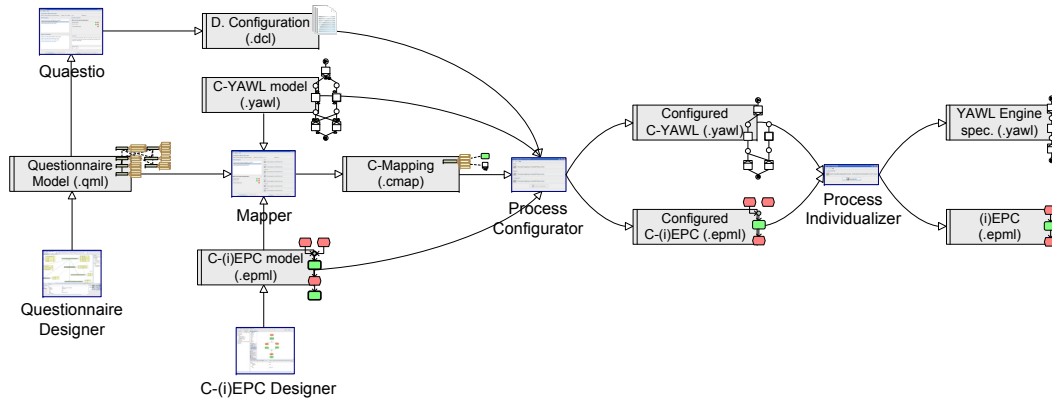 Quaestio
D. Configuration
(.dcl)
C-YAWL model
(.yawl)
Questionnaire
Model (.qml)
Mapper
C-Mapping
(.cmap)
Process
Configurator
Configured
C-YAWL (.yawl)
Configured
C-(i)EPC (.epml)
Process
Individualizer
YAWL Engine
spec. (.yawl)
(i)EPC
(.epml)
C-(i)EPC model
(.epml)
Questionnaire
Designer
C-(i)EPC Designer